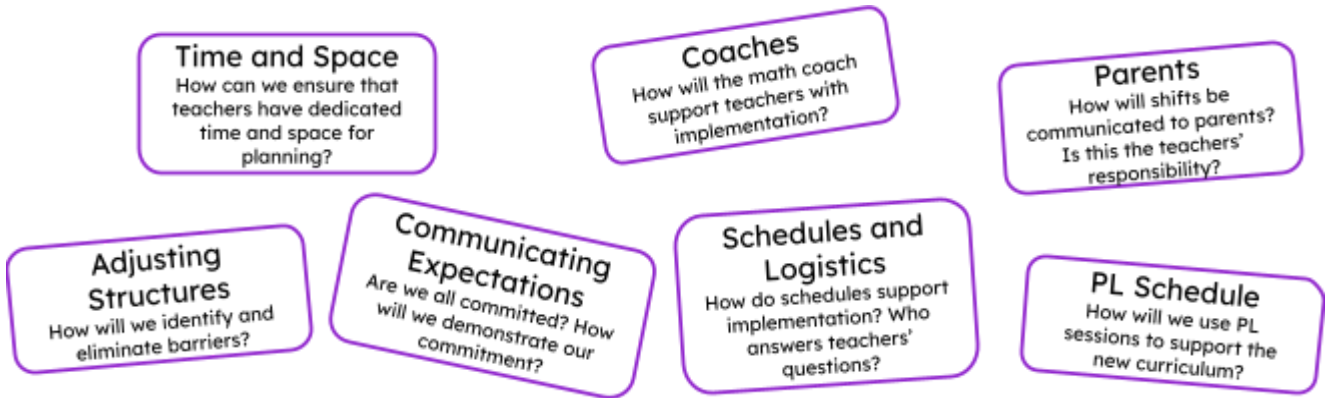 Time and Space
How can we ensure that
teachers have dedicated
time and space for
planning?
Coaches
How will the math coach
support teachers with
implementation?
Parents
How will shifts be
communicated to parents?
Is this the teachers'
responsibility?
Adjusting
Structures
How will we identify and
eliminate barriers?
Communicating
Expectations
Are we all committed? How
will we demonstrate our
commitment?
Schedules and
Logistics
How do schedules support
implementation? Who
answers teachers'
questions?
PL Schedule
How will we use PL
sessions to support the
new curriculum?